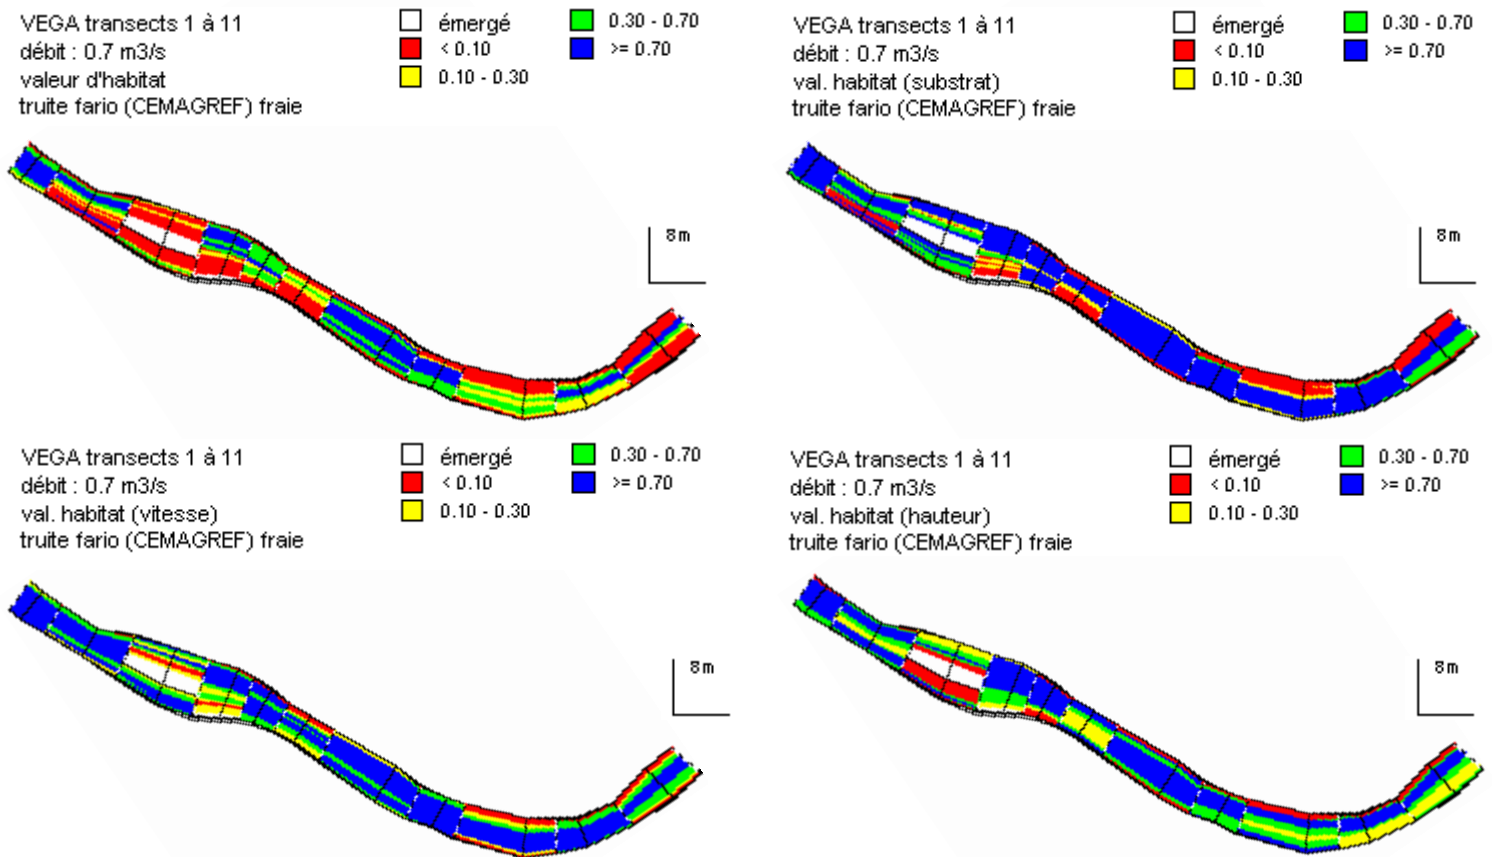 VEGA transects 1 à 11
débit : 0.7 m3/s
valeur d'habitat
truite fario (CEMAGREF) fraie
émergé
< 0.10
0.10 - 0.30
0.30 - 0.70
>= 0.70
8m
VEGA transects 1 à 11
débit : 0.7 m3/s
val. habitat (substrat)
truite fario (CEMAGREF) fraie
émergé
< 0.10
0.10 - 0.30
0.30 - 0.70
>= 0.70
8m
VEGA transects 1 à 11
débit : 0.7 m3/s
val. habitat (vitesse)
truite fario (CEMAGREF) fraie
émergé
< 0.10
0.10 - 0.30
0.30 - 0.70
>= 0.70
8m
VEGA transects 1 à 11
débit : 0.7 m3/s
val. habitat (hauteur)
truite fario (CEMAGREF) fraie
émergé
< 0.10
0.10 - 0.30
0.30 - 0.70
>= 0.70
8m